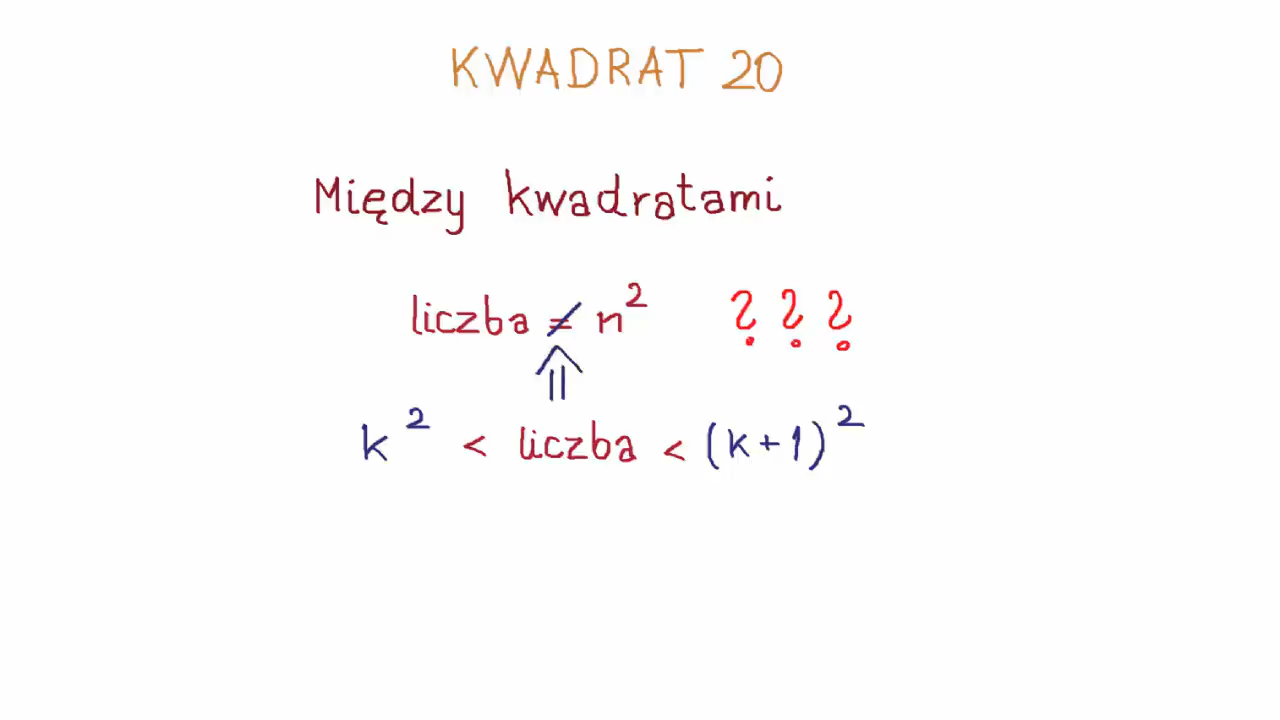 KWADRAT 20
Między kwadratami
liczba ≠ n² ? ? ?
⇑
k² < liczba < (k+1)²